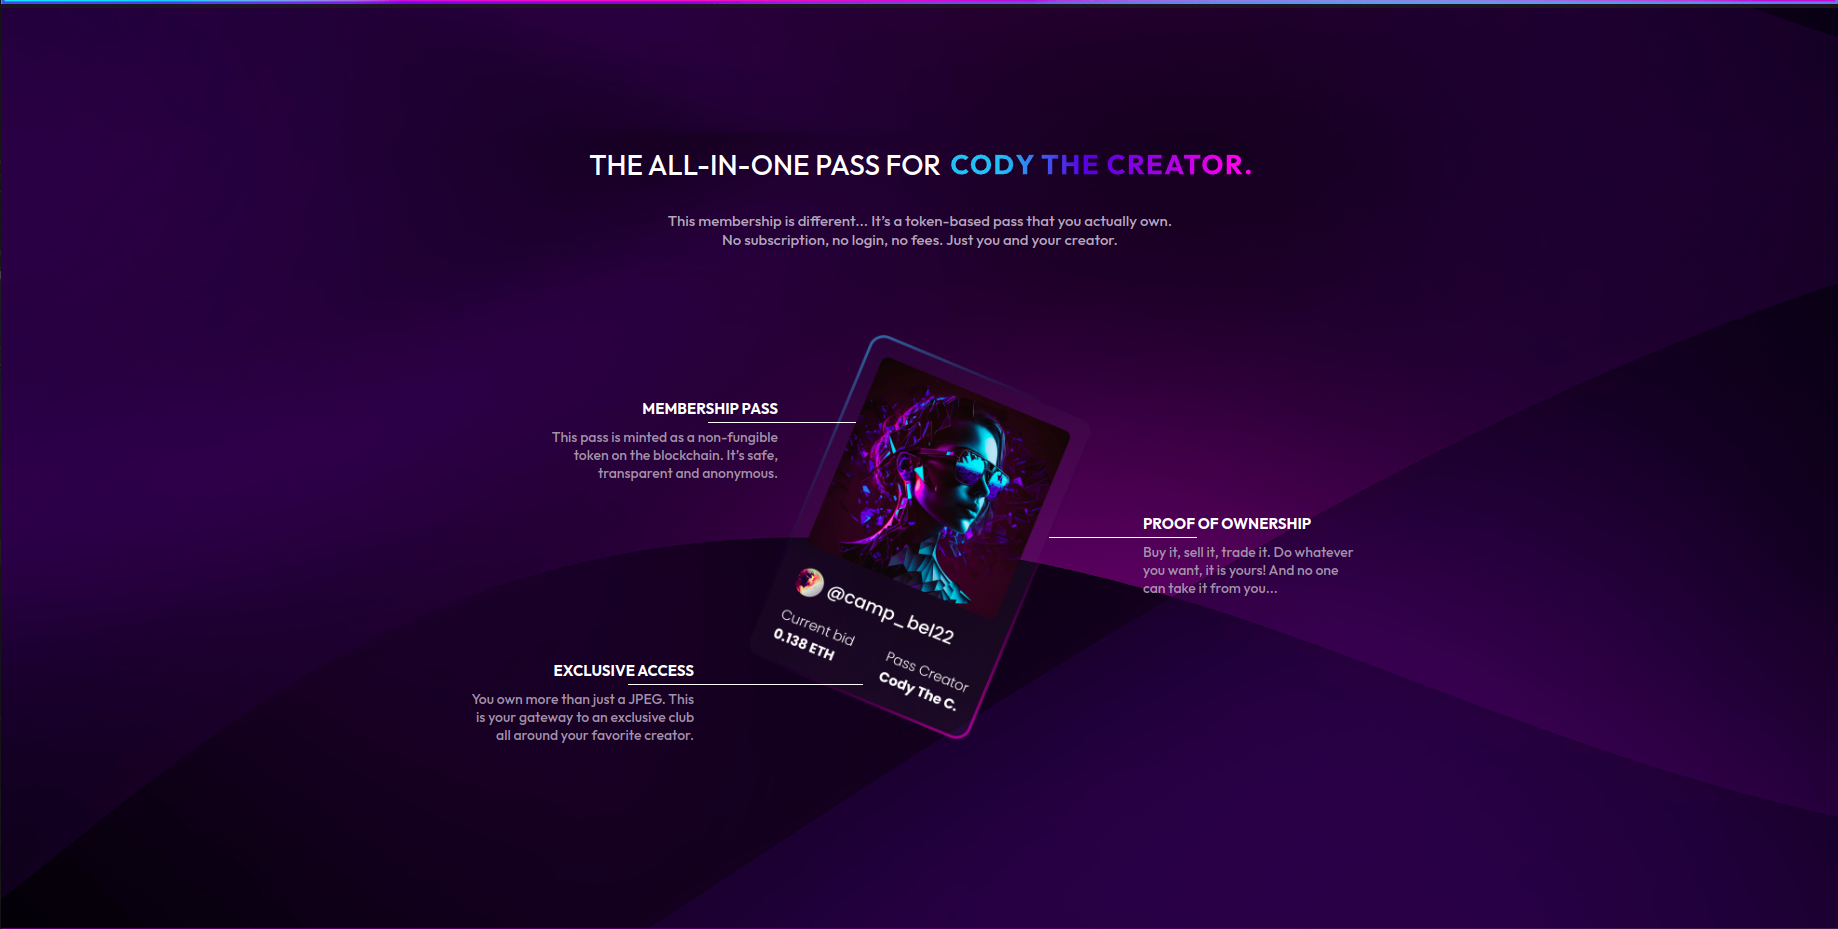 THE ALL-IN-ONE PASS FOR CODY THE CREATOR.
This membership is different... It's a token-based pass that you actually own.
No subscription, no login, no fees. Just you and your creator.
MEMBERSHIP PASS
This pass is minted as a non-fungible
token on the blockchain. It's safe,
transparent and anonymous.
PROOF OF OWNERSHIP
Buy it, sell it, trade it. Do whatever
you want, it is yours! And no one
can take it from you...
@camp_bel22
Current bid
0.138 ETH
Pass Creator
Cody The C.
EXCLUSIVE ACCESS
You own more than just a JPEG. This
is your gateway to an exclusive club
all around your favorite creator.